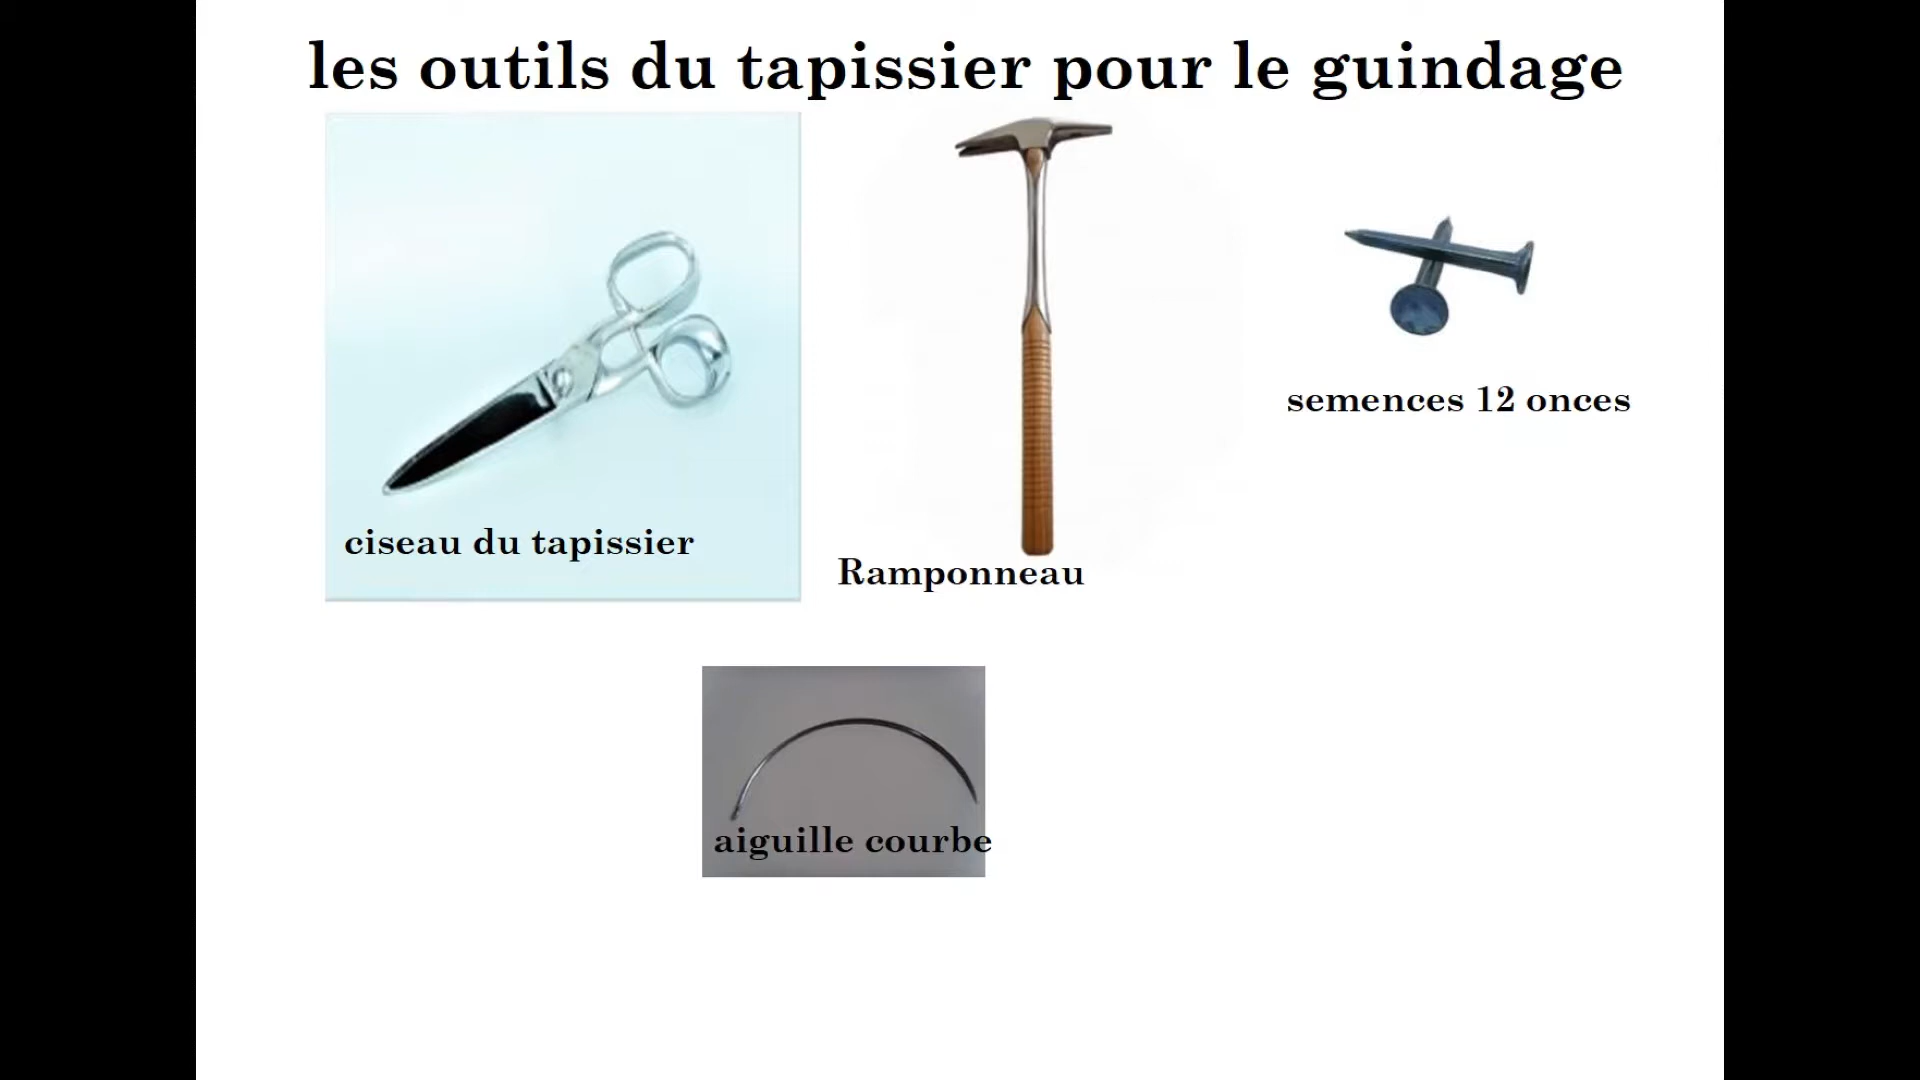 les outils du tapissier pour le guindage
semences 12 onces
ciseau du tapissier
Ramponneau
aiguille courbe